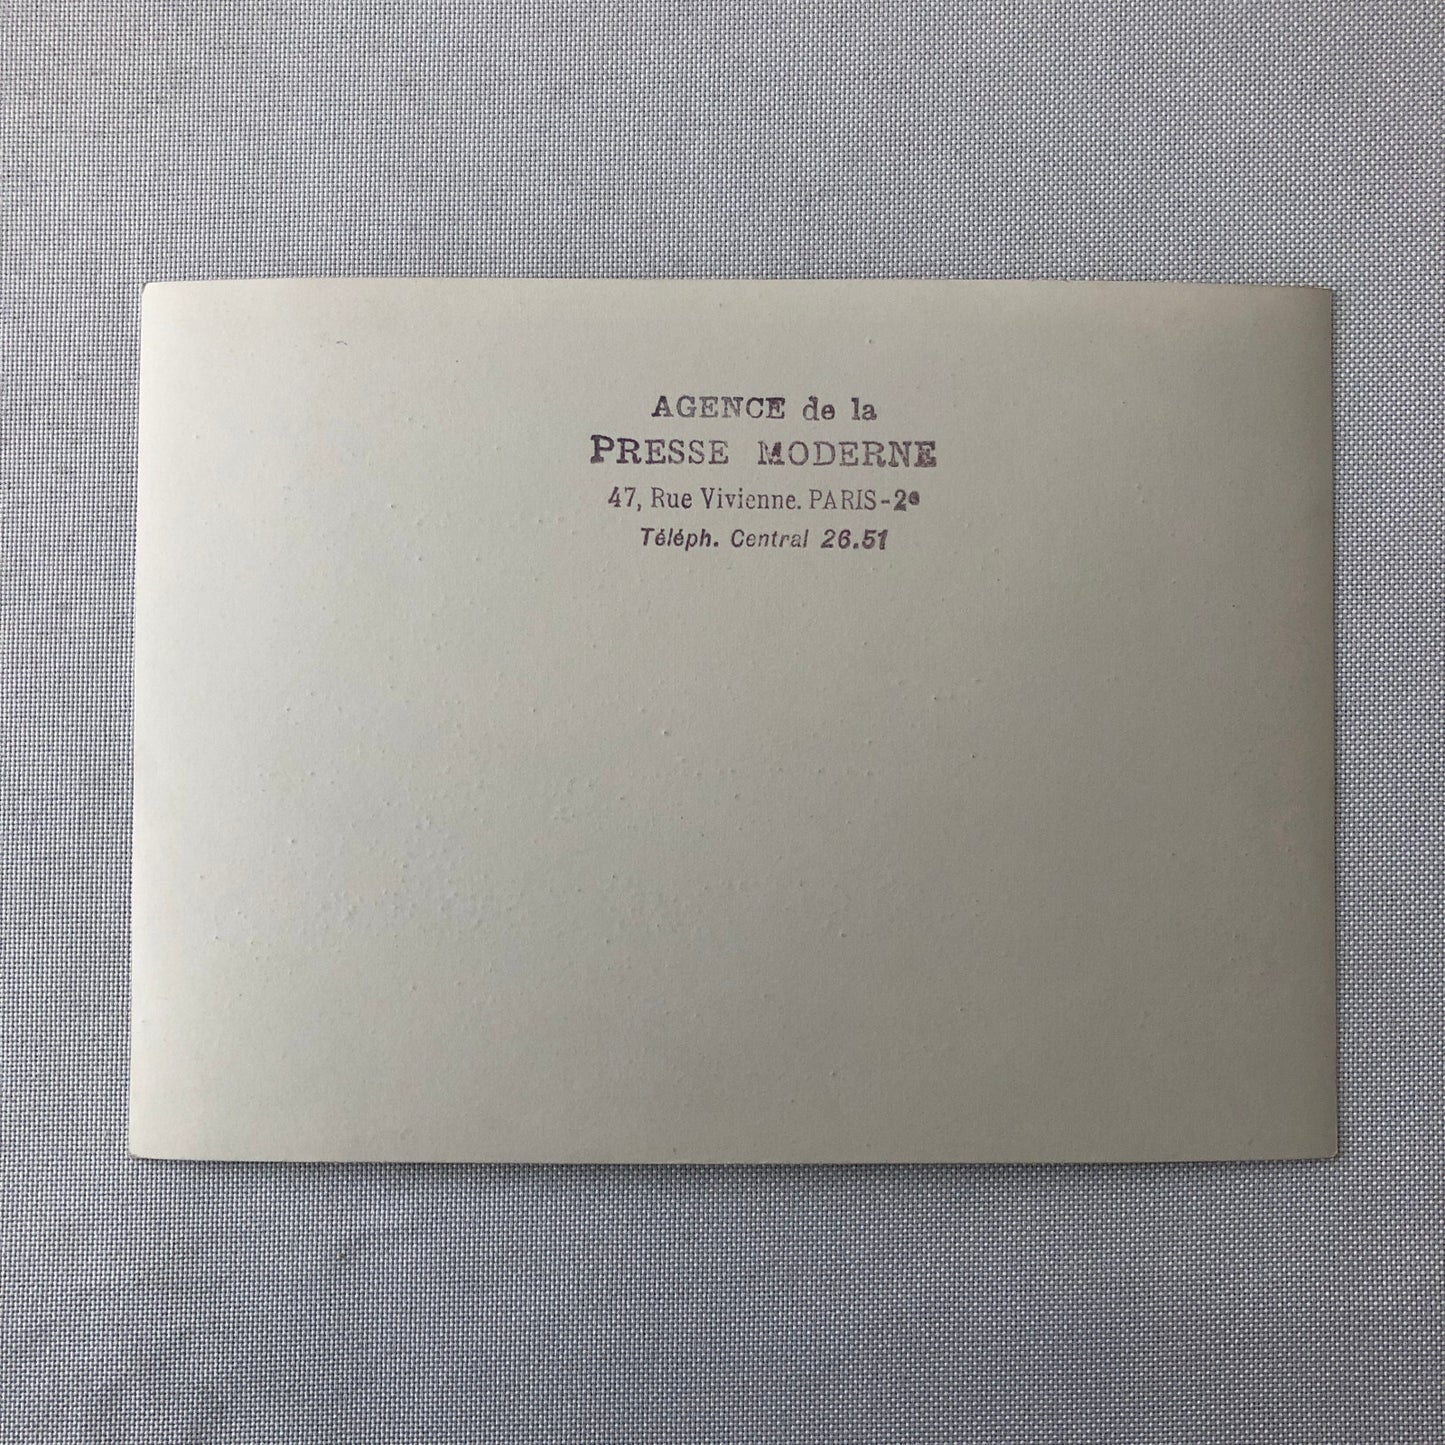 AGENCE de la
PRESSE MODERNE
47, Rue Vivienne. PARIS-2e
Téléph. Central 26.51